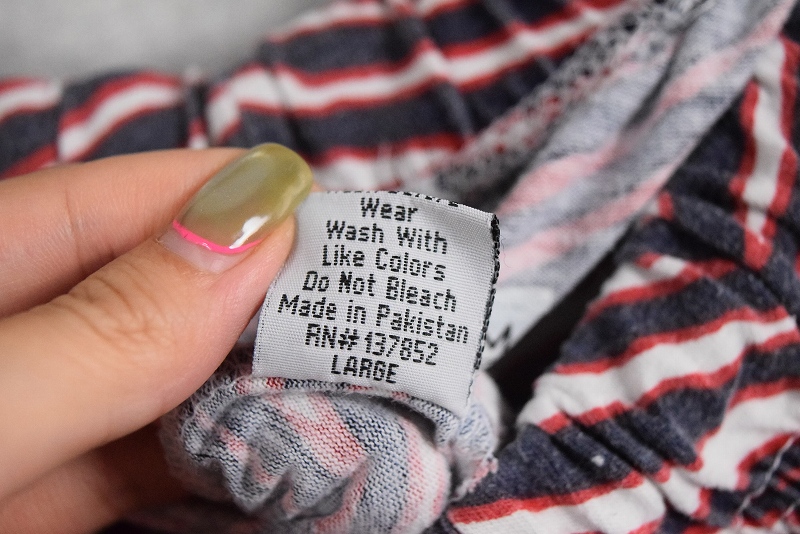 Wear
Wash With
Like Colors
Do Not Bleach
Made in Pakistan
RN# 137852
LARGE
M